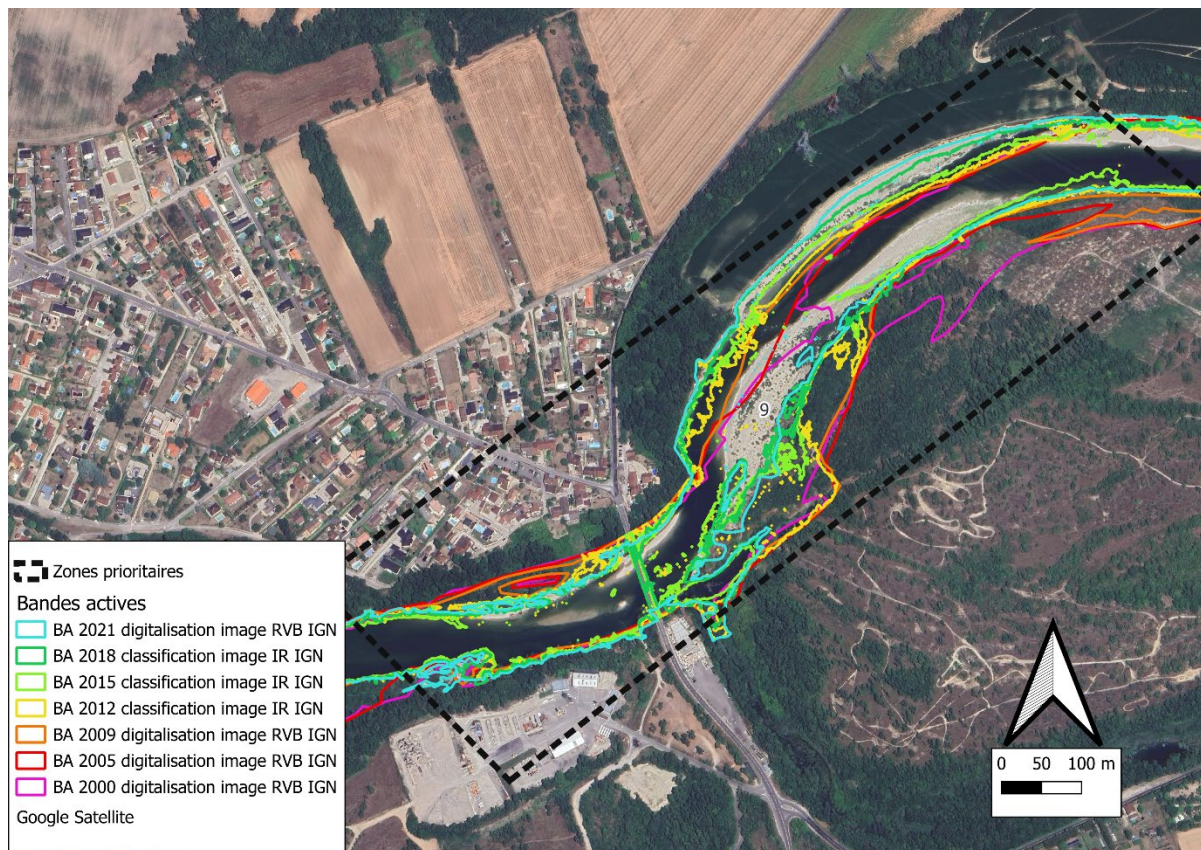 9
Zones prioritaires
Bandes actives
BA 2021 digitalisation image RVB IGN
BA 2018 classification image IR IGN
BA 2015 classification image IR IGN
BA 2012 classification image IR IGN
BA 2009 digitalisation image RVB IGN
BA 2005 digitalisation image RVB IGN
BA 2000 digitalisation image RVB IGN
Google Satellite
0 50 100 m